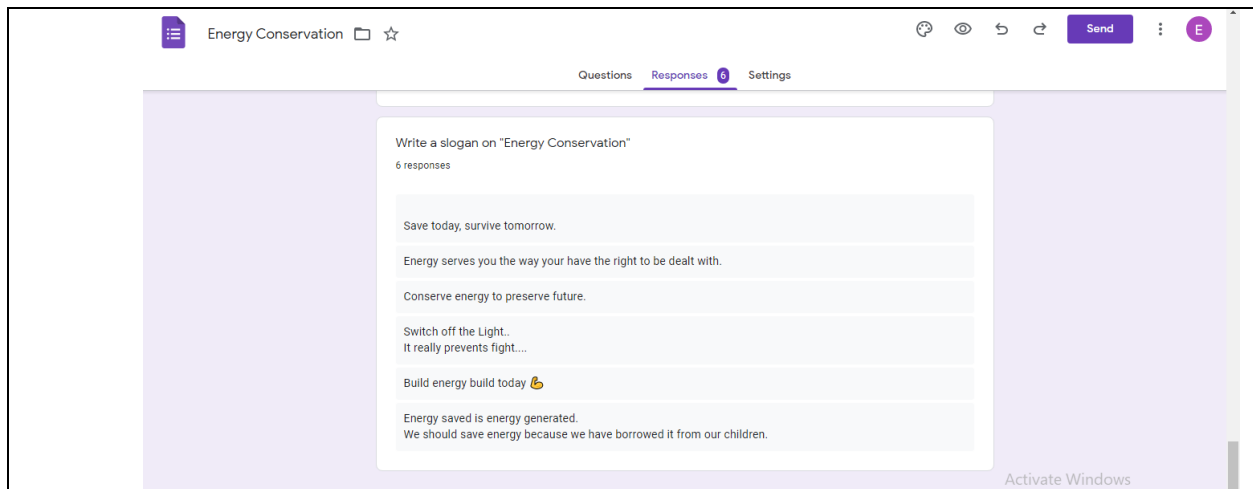 Energy Conservation
Send
E
Questions Responses 6 Settings
Write a slogan on "Energy Conservation"
6 responses
Save today, survive tomorrow.
Energy serves you the way your have the right to be dealt with.
Conserve energy to preserve future.
Switch off the Light..
It really prevents fight....
Build energy build today 💪
Energy saved is energy generated.
We should save energy because we have borrowed it from our children.
Activate Windows